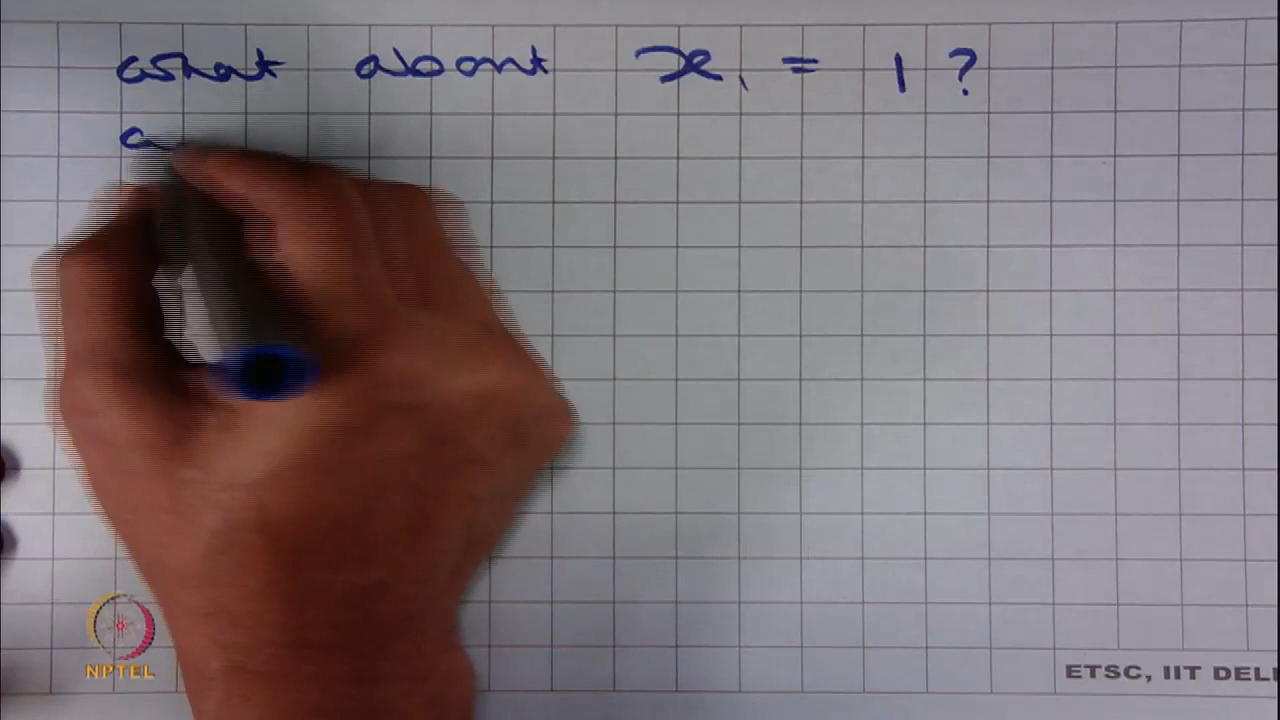 what about x₁ = 1 ?
NPTEL
ETSC, IIT DEL